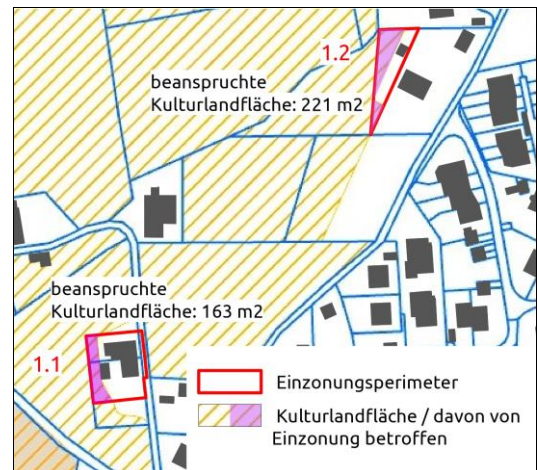 1.2
beanspruchte
Kulturlandfläche: 221 m2
beanspruchte
Kulturlandfläche: 163 m2
1.1
Einzonungsperimeter
Kulturlandfläche / davon von
Einzonung betroffen